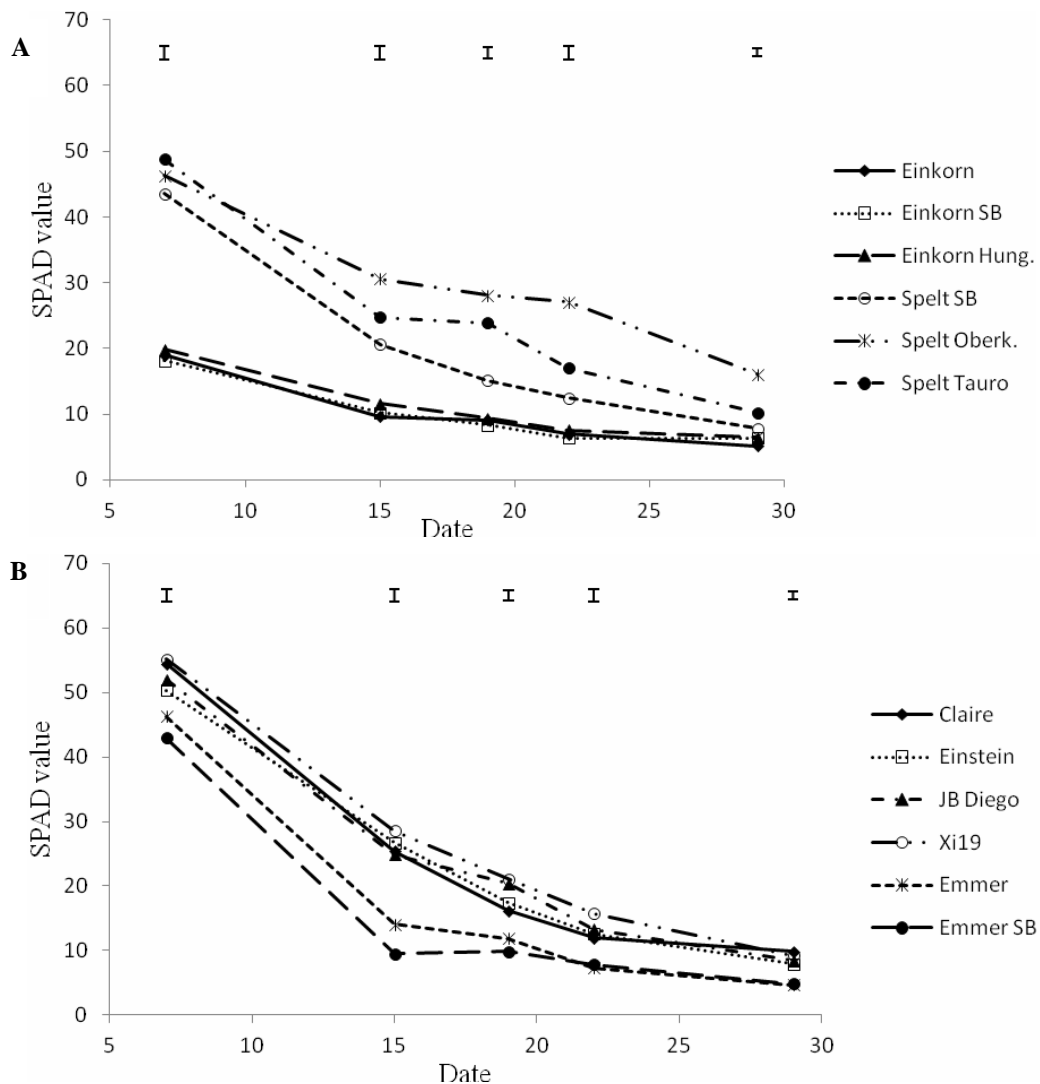 A
70
60
50
40
30
20
10
0
SPAD value
5
10
15
20
25
30
Date
Einkorn
Einkorn SB
Einkorn Hung.
Spelt SB
Spelt Oberk.
Spelt Tauro
B
70
60
50
40
30
20
10
0
SPAD value
5
10
15
20
25
30
Date
Claire
Einstein
JB Diego
Xi19
Emmer
Emmer SB